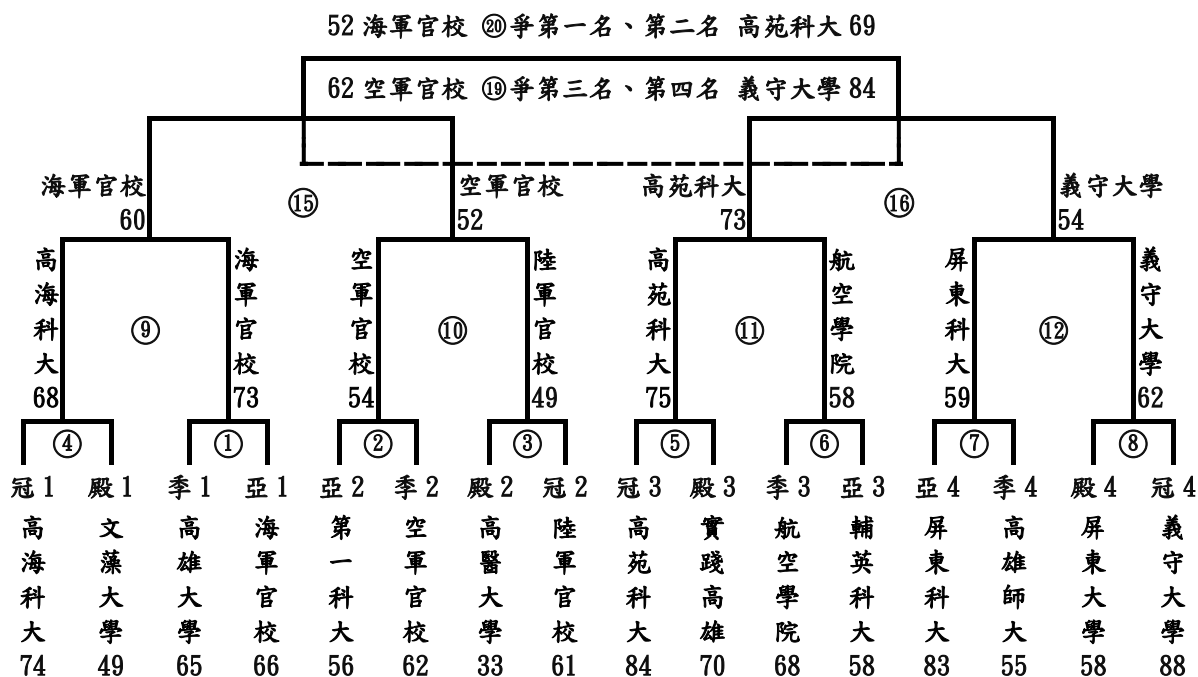 52 海軍官校 ⑳爭第一名、第二名 高苑科大 69
62 空軍官校 ⑲爭第三名、第四名 義守大學 84
海軍官校 60
⑮
空軍官校 52
高苑科大 73
⑯
義守大學 54
高海科大 68
⑨
海軍官校 73
空軍官校 54
⑩
陸軍官校 49
高苑科大 75
⑪
航空學院 58
屏東科大 59
⑫
義守大學 62
④ ① ② ③ ⑤ ⑥ ⑦ ⑧
冠1 殿1 季1 亞1 亞2 季2 殿2 冠2 冠3 殿3 季3 亞3 亞4 季4 殿4 冠4
高海科大 74
文藻大學 49
高雄大學 65
海軍官校 66
第一科大 56
空軍官校 62
高醫大學 33
陸軍官校 61
高苑科大 84
實踐高雄 70
航空學院 68
輔英科大 58
屏東科大 83
高雄師大 55
屏東大學 58
義守大學 88